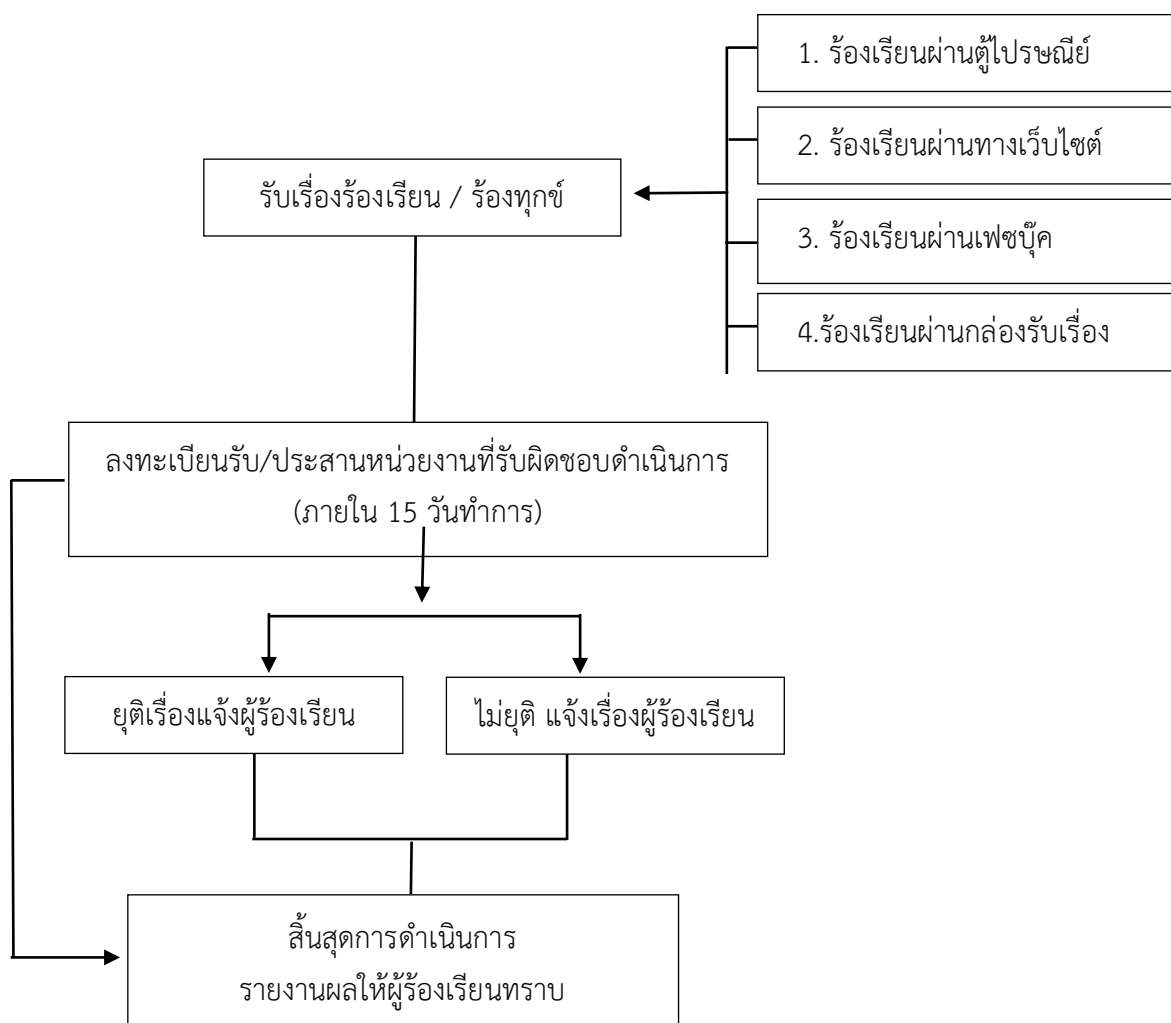 1. ร้องเรียนผ่านตู้ไปรษณีย์
2. ร้องเรียนผ่านทางเว็บไซต์
รับเรื่องร้องเรียน / ร้องทุกข์
3. ร้องเรียนผ่านเฟซบุ๊ค
4.ร้องเรียนผ่านกล่องรับเรื่อง
ลงทะเบียนรับ/ประสานหน่วยงานที่รับผิดชอบดำเนินการ
(ภายใน 15 วันทำการ)
ยุติเรื่องแจ้งผู้ร้องเรียน
ไม่ยุติ แจ้งเรื่องผู้ร้องเรียน
สิ้นสุดการดำเนินการ
รายงานผลให้ผู้ร้องเรียนทราบ